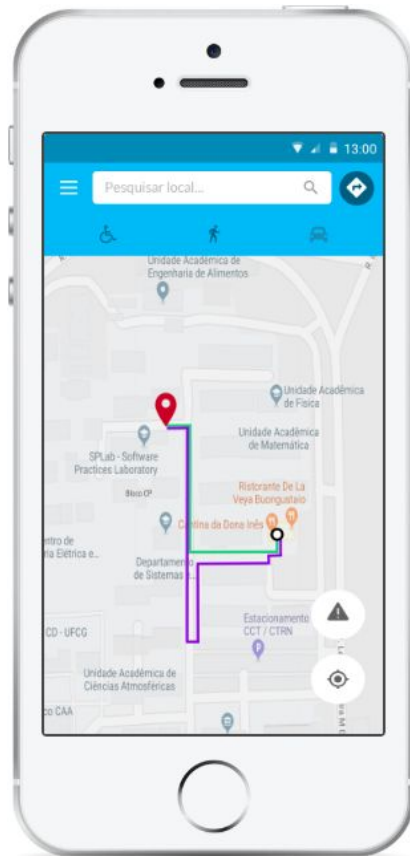 13:00
Pesquisar local...
Unidade Acadêmica de
Engenharia de Alimentos
Unidade Acadêmica
de Física
Unidade Acadêmica
de Matemática
SPLab - Software
Practices Laboratory
Bloco CP
Ristorante De La
Veya Buongustaio
Cantina da Dona Inês
Departamento
de Sistemas e...
entro de
ria Elétrica e...
Estacionamento
CCT / CTRN
CD - UFCG
Unidade Acadêmica de
Ciências Atmosféricas
co CAA